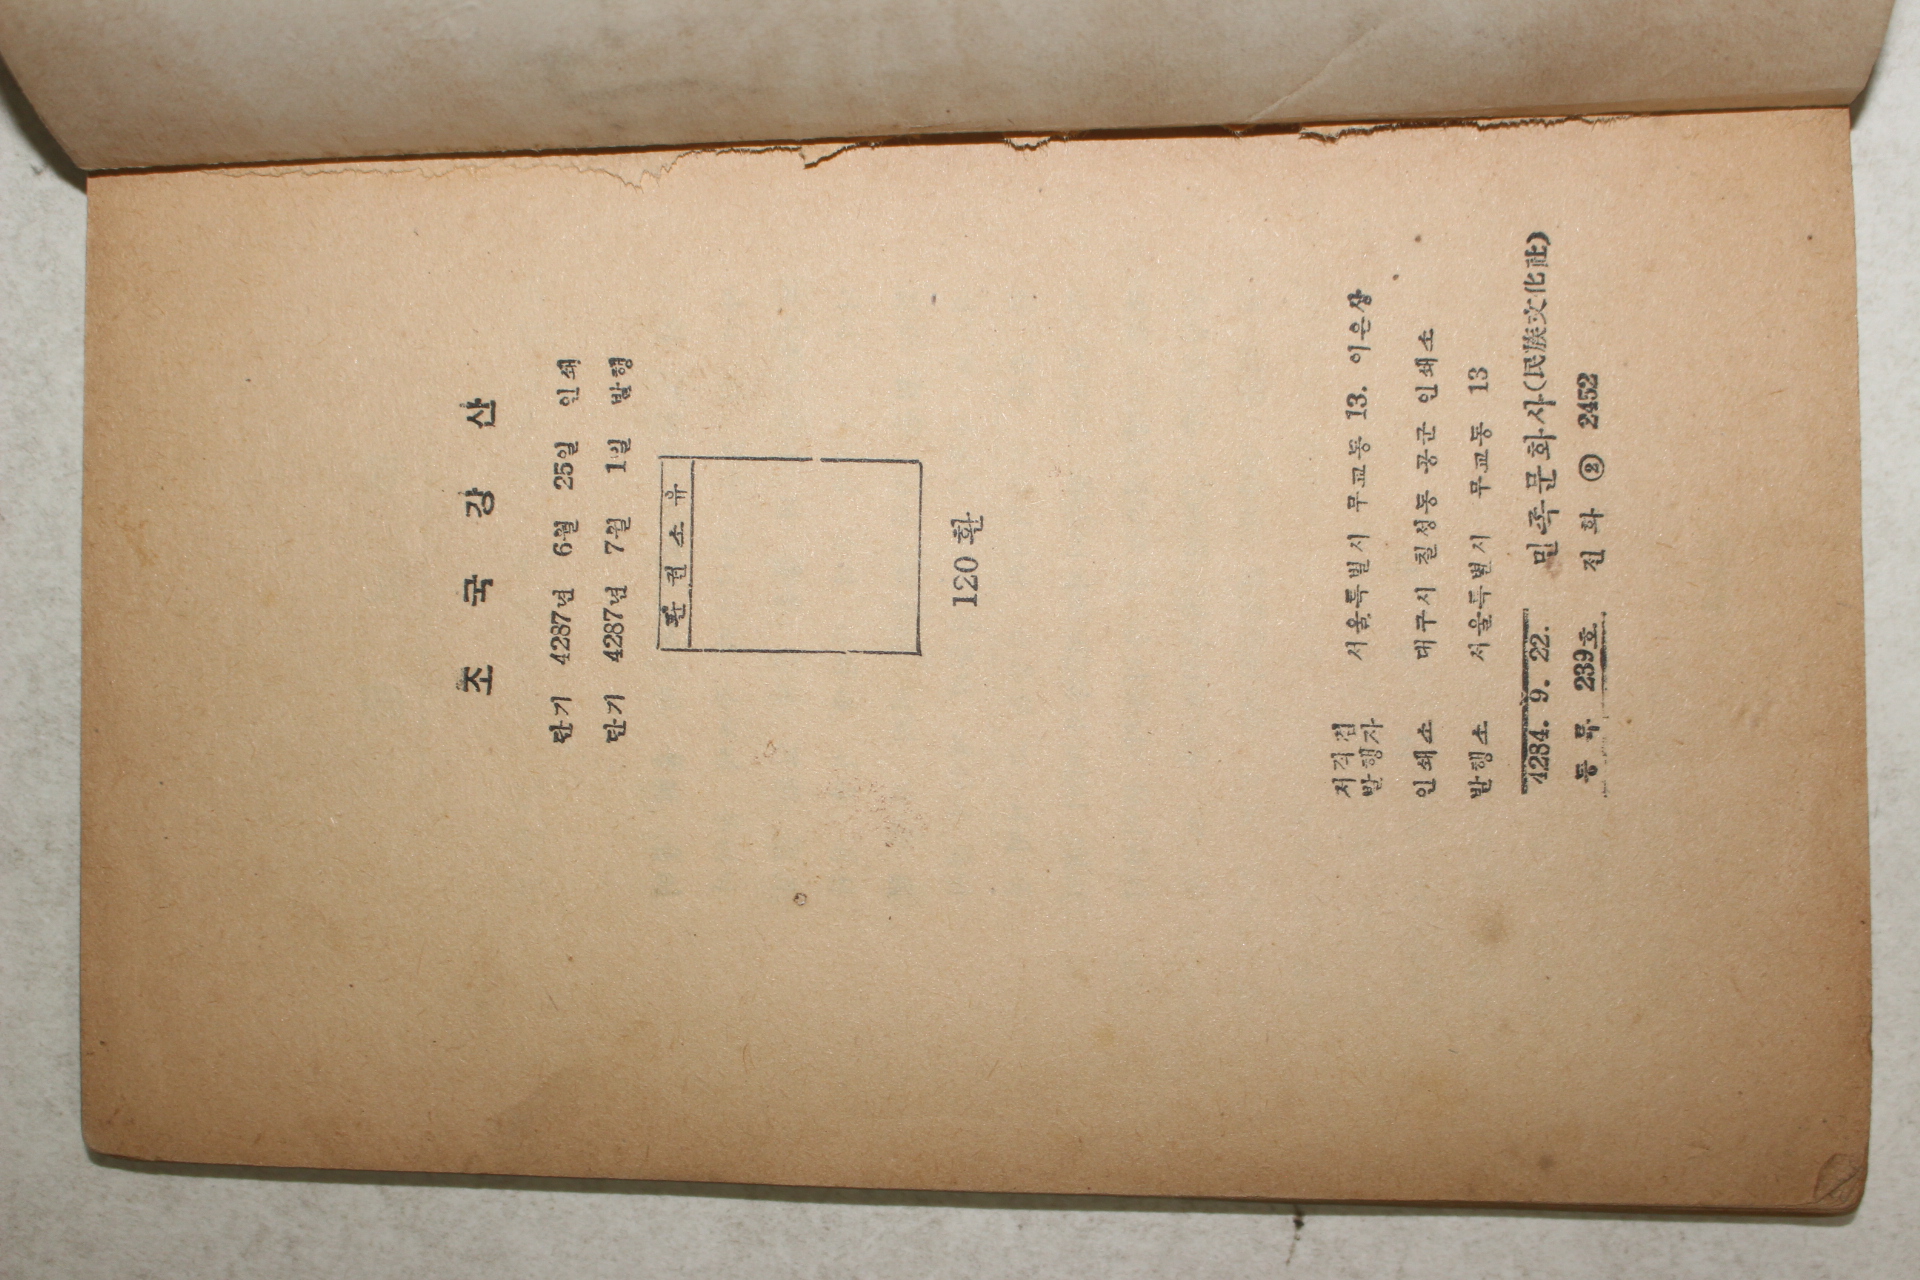 조국강산
단기 4287년 6월 25일 인쇄
단기 4287년 7월 1일 발행
판권소유
120환
저작겸
발행자 서울특별시 무교동 13. 이은상
인쇄소 대구시 칠성동 공군 인쇄소
발행소 서울특별시 무교동 13
4284. 9. 22. 민족문화사(民族文化社)
등록 239호 전화 ② 2452